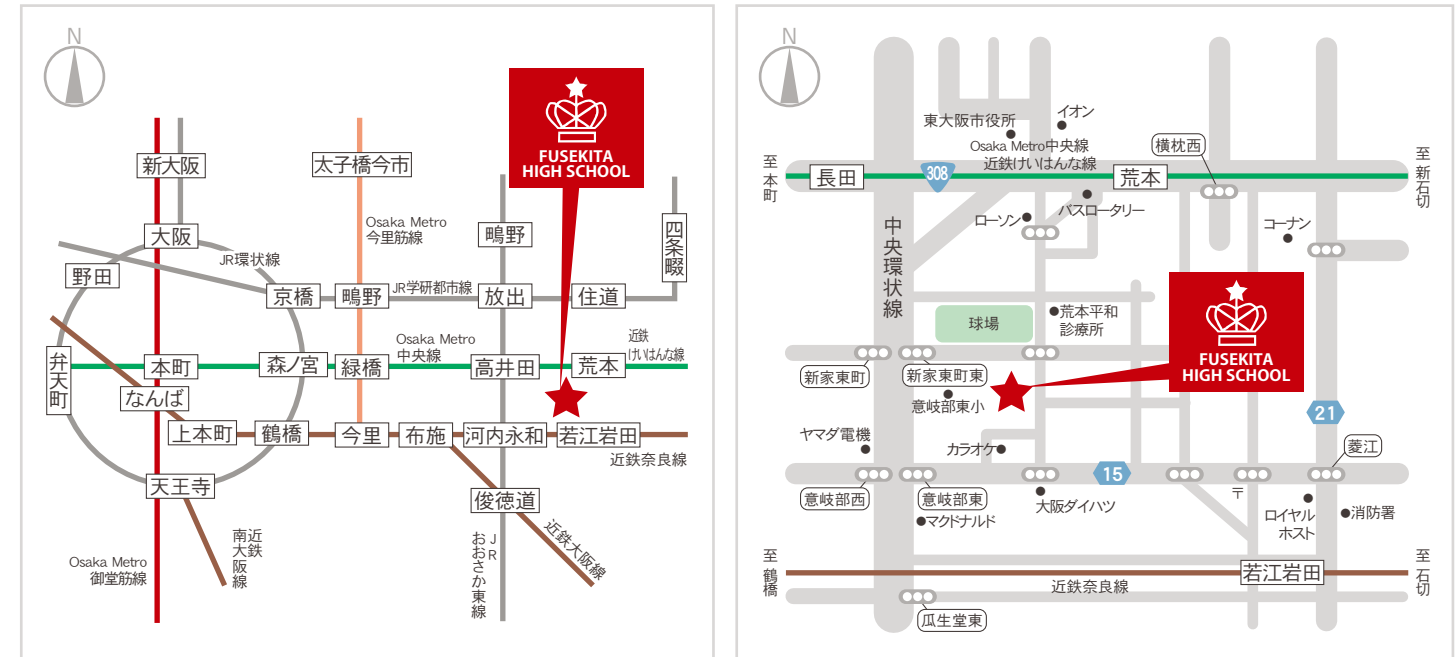 N
FUSEKITA
HIGH SCHOOL
新大阪
太子橋今市
Osaka Metro
今里筋線
大阪
鴫野
四条畷
JR環状線
野田
京橋
鴫野
JR学研都市線
放出
住道
Osaka Metro
中央線
近鉄
けいはんな線
弁天町
本町
森ノ宮
緑橋
高井田
荒本
なんば
上本町
鶴橋
今里
布施
河内永和
若江岩田
近鉄奈良線
天王寺
俊徳道
近鉄
南大阪線
Osaka Metro
御堂筋線
JR
おおさか東線
近鉄大阪線
N
東大阪市役所
イオン
Osaka Metro中央線
近鉄けいはんな線
横枕西
至本町
長田
308
荒本
至新石切
バスロータリー
ローソン
コーナン
中央環状線
球場
荒本平和
診療所
FUSEKITA
HIGH SCHOOL
新家東町
新家東町東
意岐部東小
21
ヤマダ電機
カラオケ
菱江
15
意岐部西
意岐部東
〒
大阪ダイハツ
マクドナルド
ロイヤル
ホスト
消防署
至鶴橋
若江岩田
至石切
近鉄奈良線
瓜生堂東